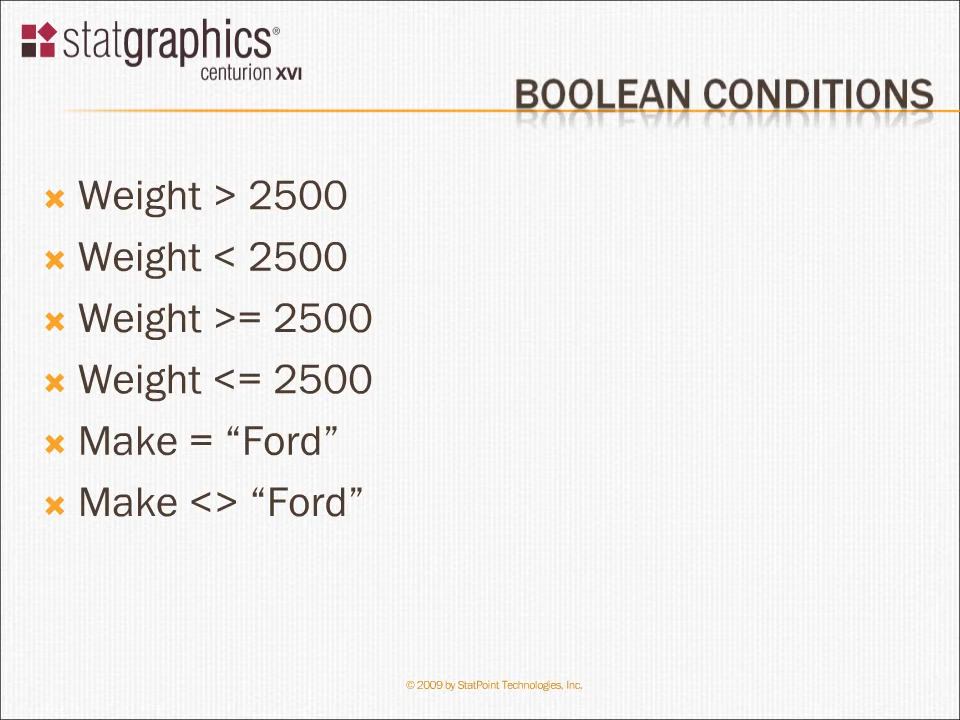 statgraphics®
centurion XVI
BOOLEAN CONDITIONS
Weight > 2500
Weight < 2500
Weight >= 2500
Weight <= 2500
Make = “Ford”
Make <> “Ford”
© 2009 by StatPoint Technologies, Inc.